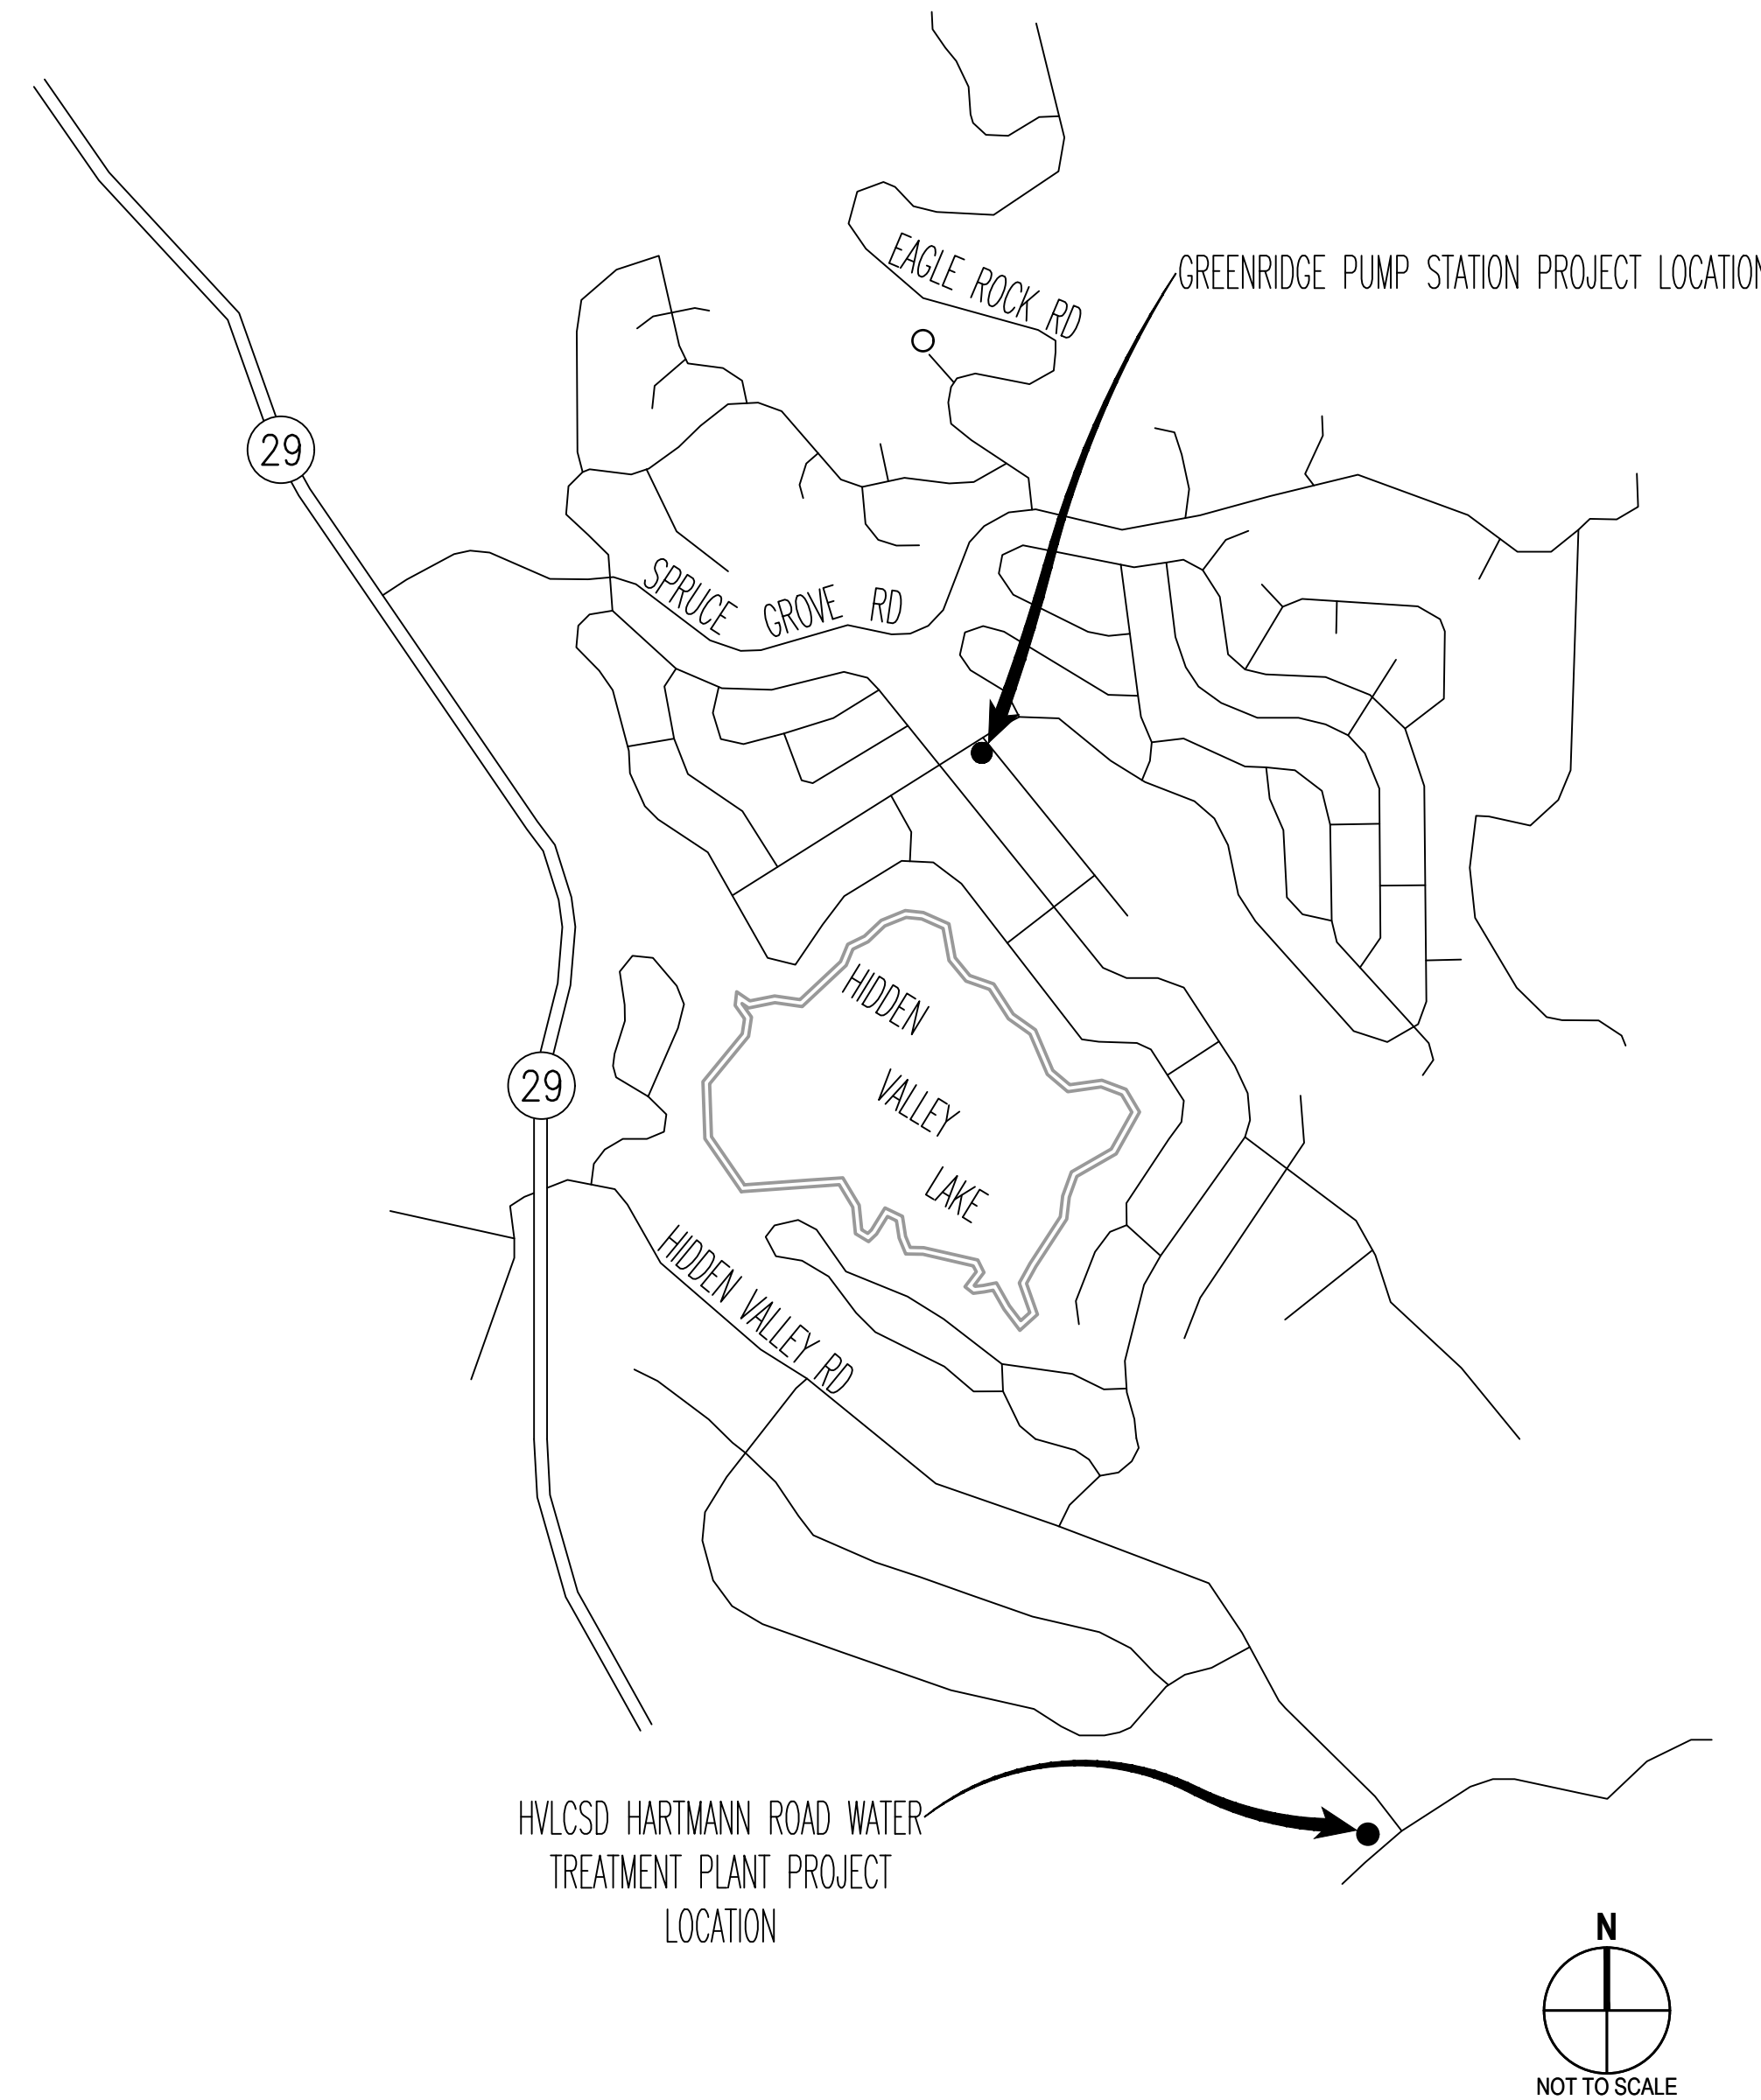 EAGLE ROCK RD
GREENRIDGE PUMP STATION PROJECT LOCATION
29
SPRUCE GROVE RD
HIDDEN
VALLEY
LAKE
29
HIDDEN VALLEY RD
HVLCSD HARTMANN ROAD WATER
TREATMENT PLANT PROJECT
LOCATION
N
NOT TO SCALE